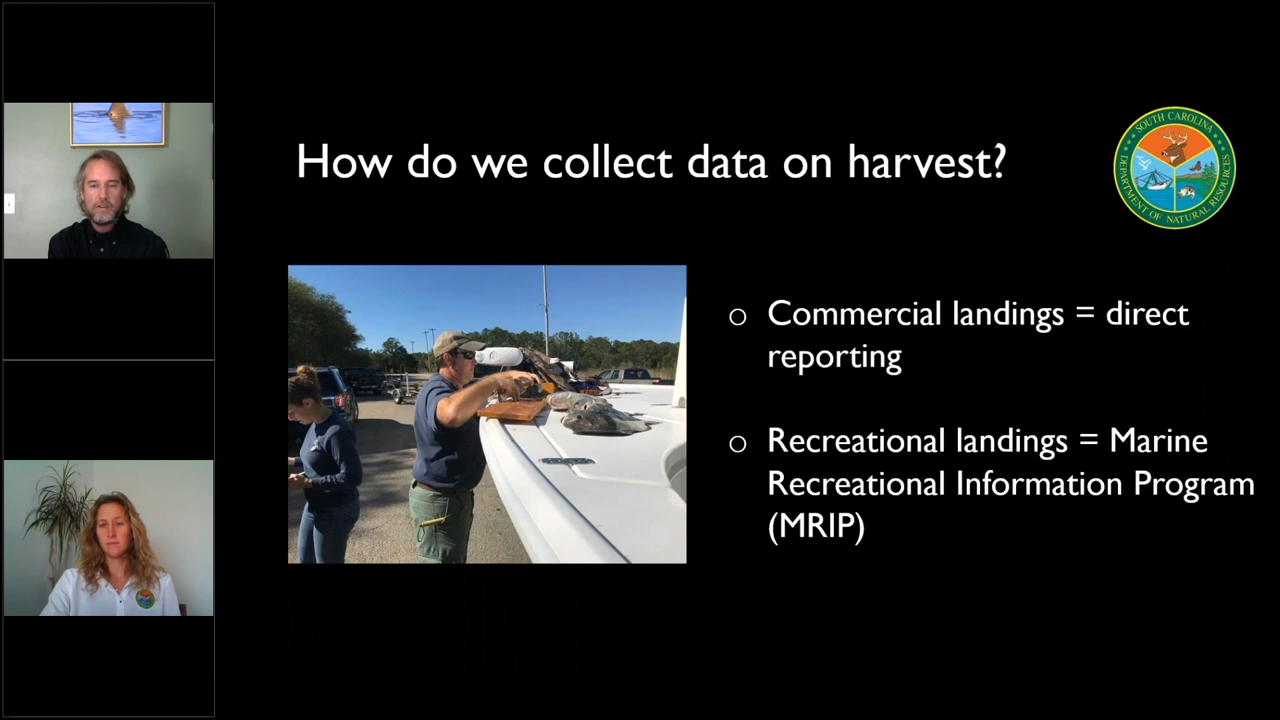 How do we collect data on harvest?
SOUTH CAROLINA
DEPARTMENT OF NATURAL RESOURCES
o Commercial landings = direct
reporting
o Recreational landings = Marine
Recreational Information Program
(MRIP)